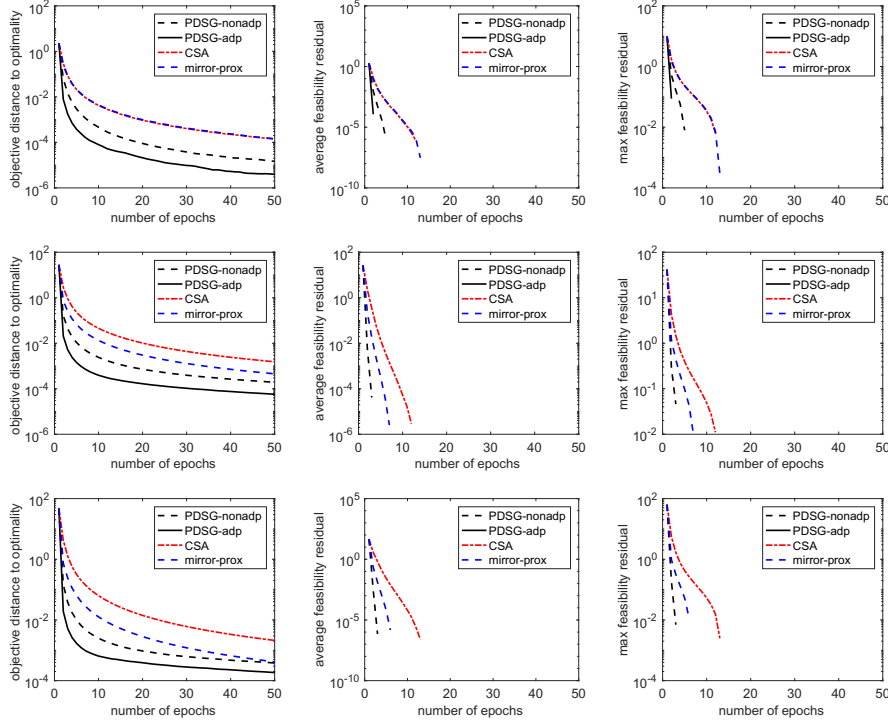 objective distance to optimality
10^2
10^0
10^-2
10^-4
10^-6
0 10 20 30 40 50
number of epochs
PDSG-nonadp
PDSG-adp
CSA
mirror-prox
average feasibility residual
10^5
10^0
10^-5
10^-10
0 10 20 30 40 50
number of epochs
PDSG-nonadp
PDSG-adp
CSA
mirror-prox
max feasibility residual
10^2
10^0
10^-2
10^-4
0 10 20 30 40 50
number of epochs
PDSG-nonadp
PDSG-adp
CSA
mirror-prox
objective distance to optimality
10^2
10^0
10^-2
10^-4
10^-6
0 10 20 30 40 50
number of epochs
PDSG-nonadp
PDSG-adp
CSA
mirror-prox
average feasibility residual
10^2
10^0
10^-2
10^-4
10^-6
0 10 20 30 40 50
number of epochs
PDSG-nonadp
PDSG-adp
CSA
mirror-prox
max feasibility residual
10^2
10^1
10^0
10^-1
10^-2
0 10 20 30 40 50
number of epochs
PDSG-nonadp
PDSG-adp
CSA
mirror-prox
objective distance to optimality
10^2
10^0
10^-2
10^-4
0 10 20 30 40 50
number of epochs
PDSG-nonadp
PDSG-adp
CSA
mirror-prox
average feasibility residual
10^5
10^0
10^-5
10^-10
0 10 20 30 40 50
number of epochs
PDSG-nonadp
PDSG-adp
CSA
mirror-prox
max feasibility residual
10^2
10^0
10^-2
10^-4
0 10 20 30 40 50
number of epochs
PDSG-nonadp
PDSG-adp
CSA
mirror-prox